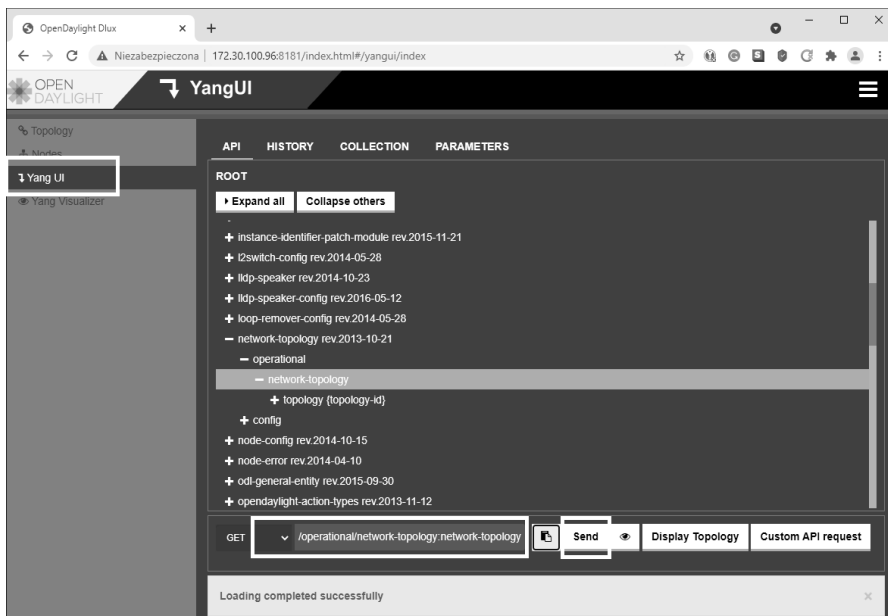 OpenDaylight Dlux
Niezabezpieczona | 172.30.100.96:8181/index.html#/yangui/index
OPEN
DAYLIGHT
YangUI
Topology
Nodes
Yang UI
Yang Visualizer
API HISTORY COLLECTION PARAMETERS
ROOT
Expand all Collapse others
instance-identifier-patch-module rev.2015-11-21
l2switch-config rev.2014-05-28
lldp-speaker rev.2014-10-23
lldp-speaker-config rev.2016-05-12
loop-remover-config rev.2014-05-28
network-topology rev.2013-10-21
operational
network-topology
topology {topology-id}
config
node-config rev.2014-10-15
node-error rev.2014-04-10
odl-general-entity rev.2015-09-30
opendaylight-action-types rev.2013-11-12
GET /operational/network-topology:network-topology Send Display Topology Custom API request
Loading completed successfully